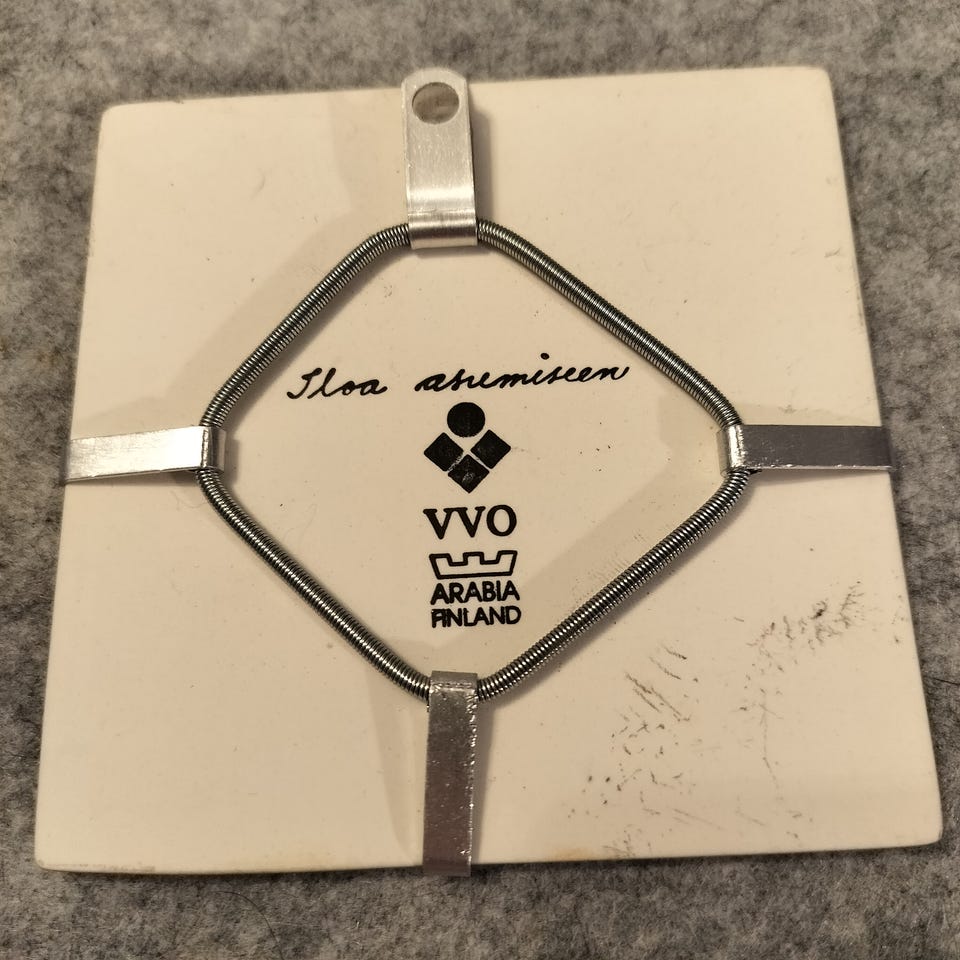 Iloa asumiseen
VVO
ARABIA
FINLAND